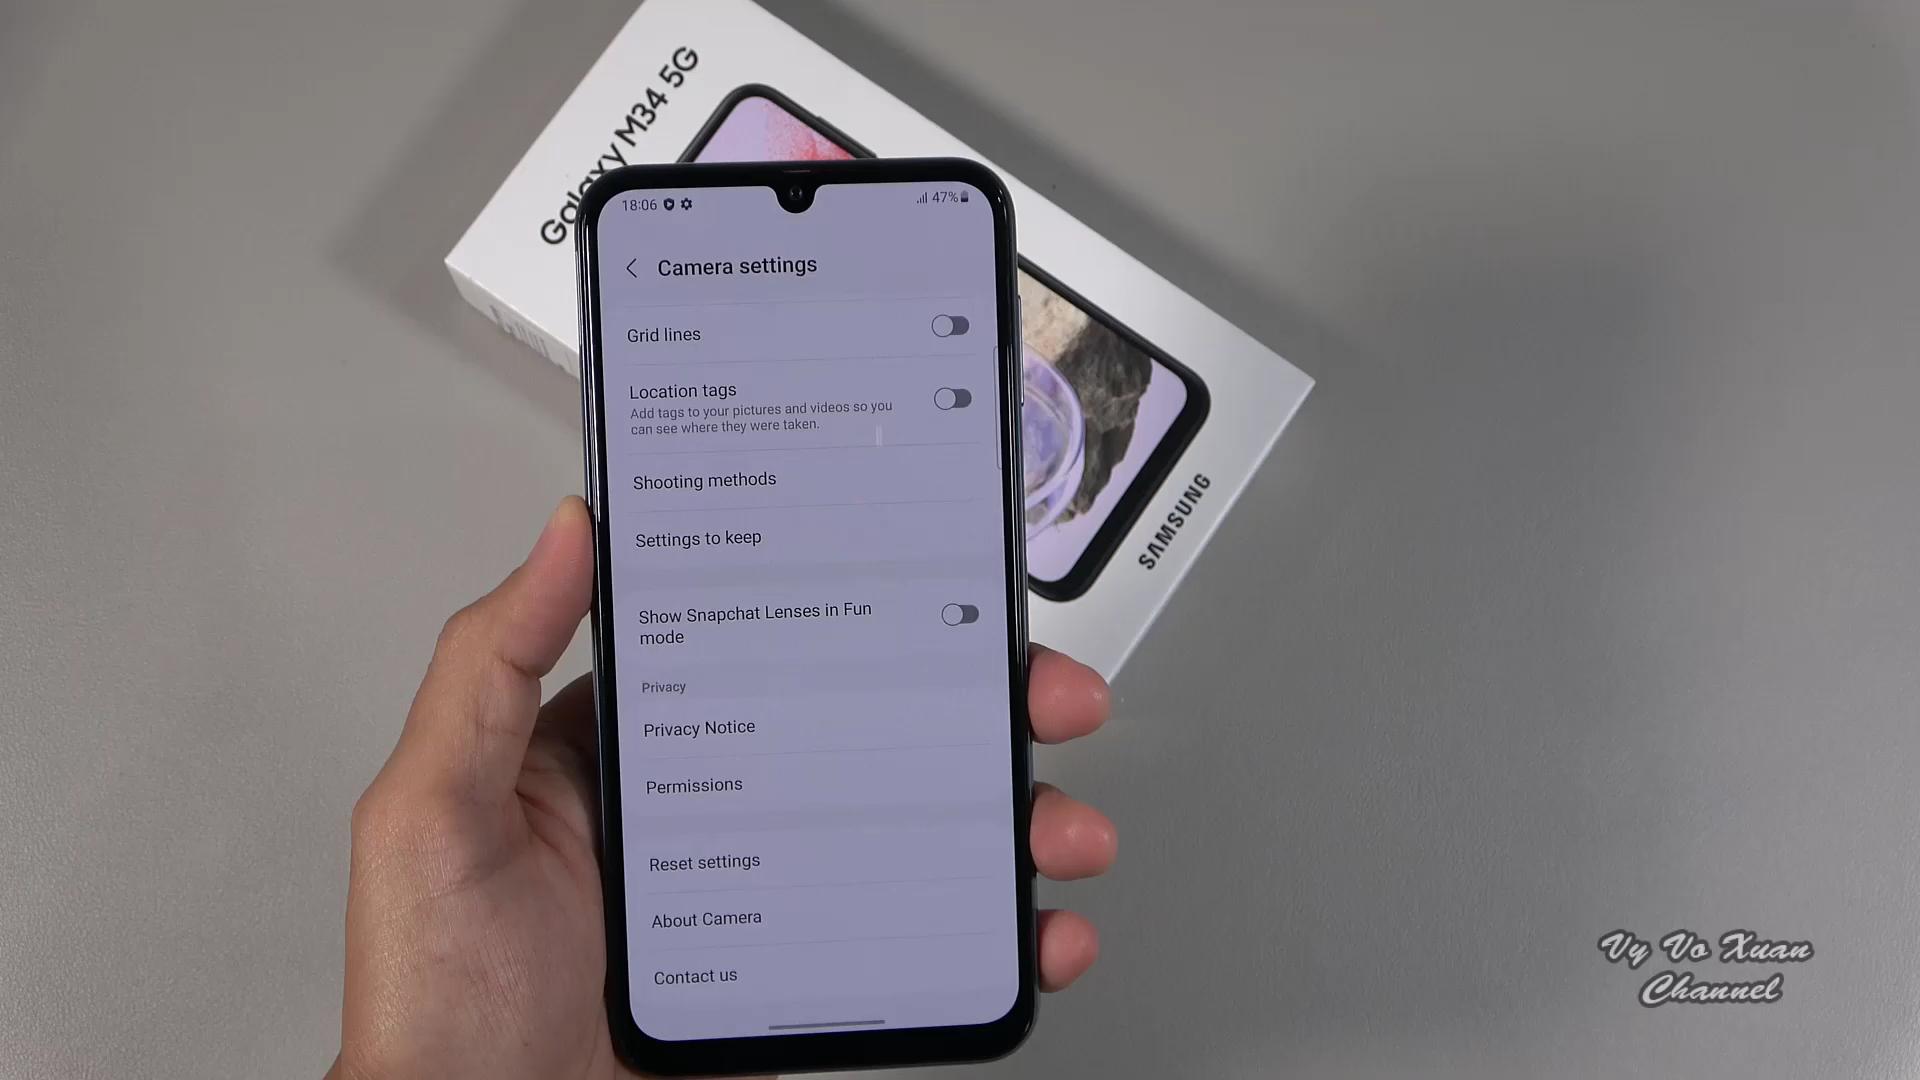 Galaxy M34 5G
18:06
47%
Camera settings
Grid lines
Location tags
Add tags to your pictures and videos so you
can see where they were taken.
Shooting methods
Settings to keep
Show Snapchat Lenses in Fun
mode
Privacy
Privacy Notice
Permissions
Reset settings
About Camera
Contact us
SAMSUNG
Vy Vo Xuan
Channel